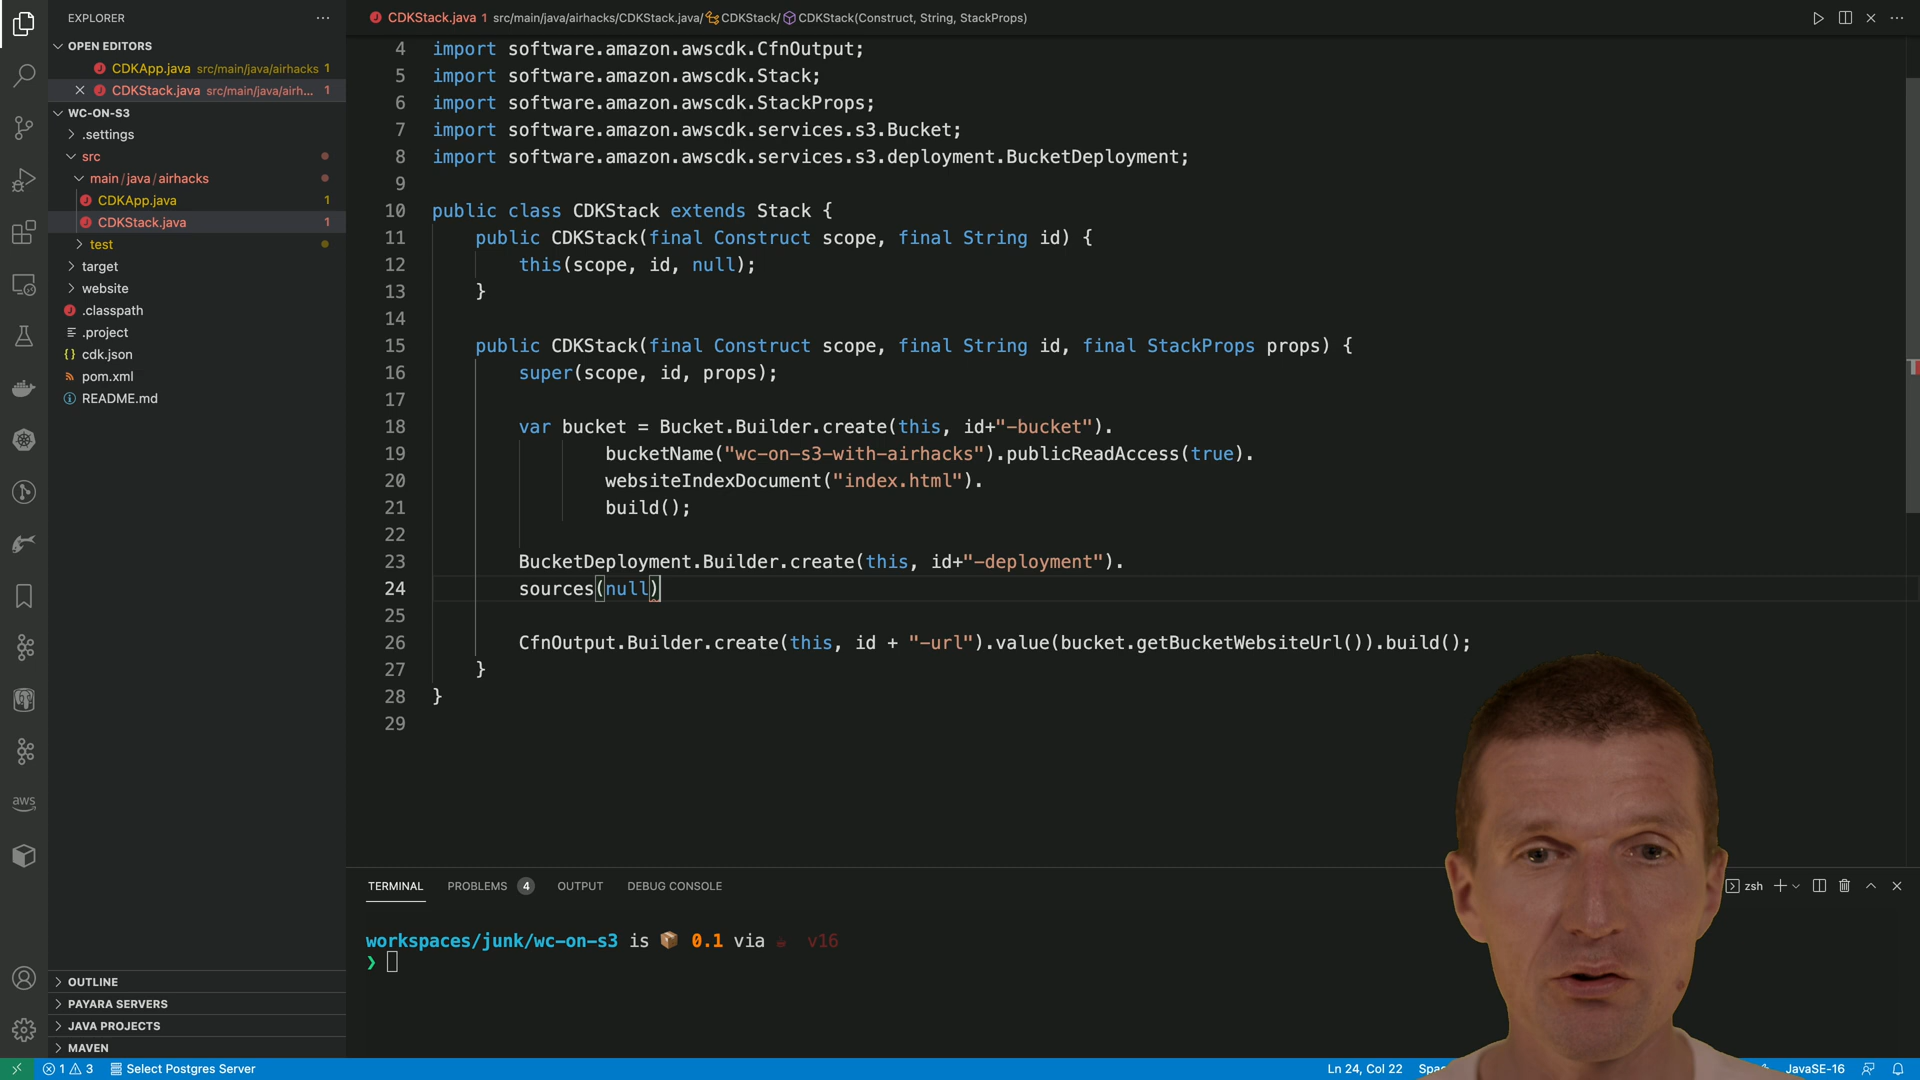 EXPLORER
OPEN EDITORS
CDKApp.java src/main/java/airhacks 1
CDKStack.java src/main/java/airh... 1
WC-ON-S3
.settings
src
main/java/airhacks
CDKApp.java 1
CDKStack.java 1
test
target
website
.classpath
.project
{} cdk.json
pom.xml
README.md
aws
OUTLINE
PAYARA SERVERS
JAVA PROJECTS
MAVEN
CDKStack.java 1 src/main/java/airhacks/CDKStack.java/ CDKStack/ CDKStack(Construct, String, StackProps)
4 import software.amazon.awscdk.CfnOutput;
5 import software.amazon.awscdk.Stack;
6 import software.amazon.awscdk.StackProps;
7 import software.amazon.awscdk.services.s3.Bucket;
8 import software.amazon.awscdk.services.s3.deployment.BucketDeployment;
9
10 public class CDKStack extends Stack {
11 public CDKStack(final Construct scope, final String id) {
12 this(scope, id, null);
13 }
14
15 public CDKStack(final Construct scope, final String id, final StackProps props) {
16 super(scope, id, props);
17
18 var bucket = Bucket.Builder.create(this, id+"-bucket").
19 bucketName("wc-on-s3-with-airhacks").publicReadAccess(true).
20 websiteIndexDocument("index.html").
21 build();
22
23 BucketDeployment.Builder.create(this, id+"-deployment").
24 sources(null)
25
26 CfnOutput.Builder.create(this, id + "-url").value(bucket.getBucketWebsiteUrl()).build();
27 }
28 }
29
TERMINAL PROBLEMS 4 OUTPUT DEBUG CONSOLE zsh
workspaces/junk/wc-on-s3 is 0.1 via v16
❯
1 3 Select Postgres Server Ln 24, Col 22 JavaSE-16